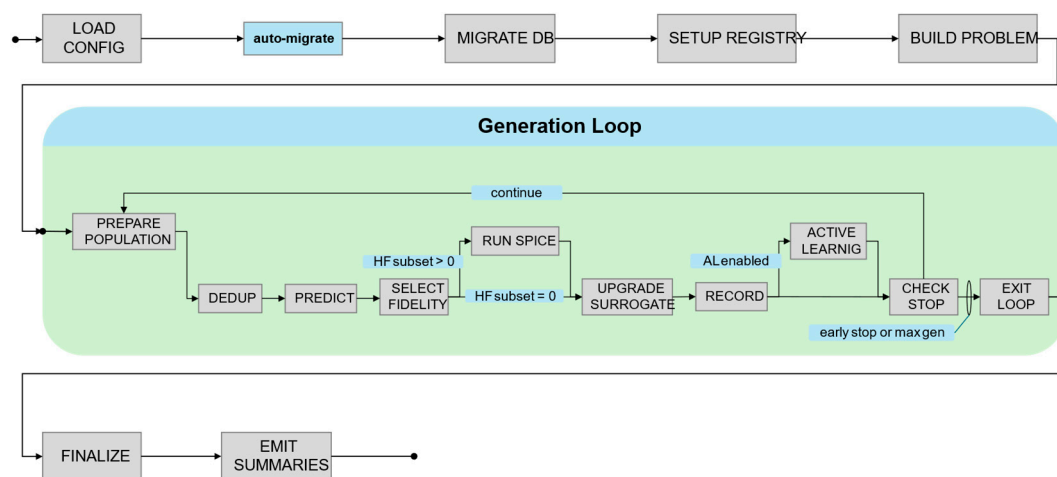 LOAD
CONFIG
auto-migrate
MIGRATE DB
SETUP REGISTRY
BUILD PROBLEM
Generation Loop
continue
PREPARE
POPULATION
RUN SPICE
ACTIVE
LEARNIG
HF subset > 0
AL enabled
DEDUP
PREDICT
SELECT
FIDELITY
HF subset = 0
UPGRADE
SURROGATE
RECORD
CHECK
STOP
EXIT
LOOP
early stop or max gen
FINALIZE
EMIT
SUMMARIES